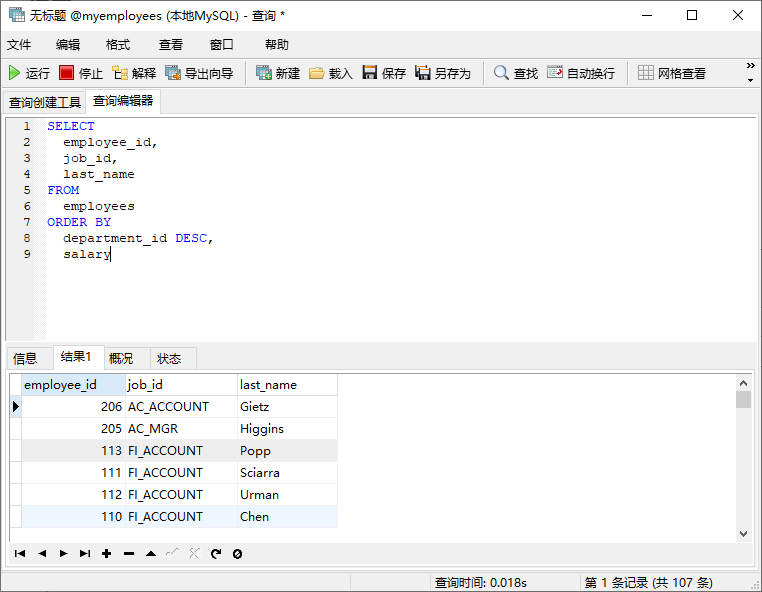 无标题 @myemployees (本地MySQL) - 查询 *
文件 编辑 格式 查看 窗口 帮助
运行 停止 解释 导出向导 新建 载入 保存 另存为 查找 自动换行 网格查看
查询创建工具 查询编辑器
1 SELECT
2 employee_id,
3 job_id,
4 last_name
5 FROM
6 employees
7 ORDER BY
8 department_id DESC,
9 salary
信息 结果1 概况 状态
employee_id job_id last_name
206 AC_ACCOUNT Gietz
205 AC_MGR Higgins
113 FI_ACCOUNT Popp
111 FI_ACCOUNT Sciarra
112 FI_ACCOUNT Urman
110 FI_ACCOUNT Chen
查询时间: 0.018s 第 1 条记录 (共 107 条)